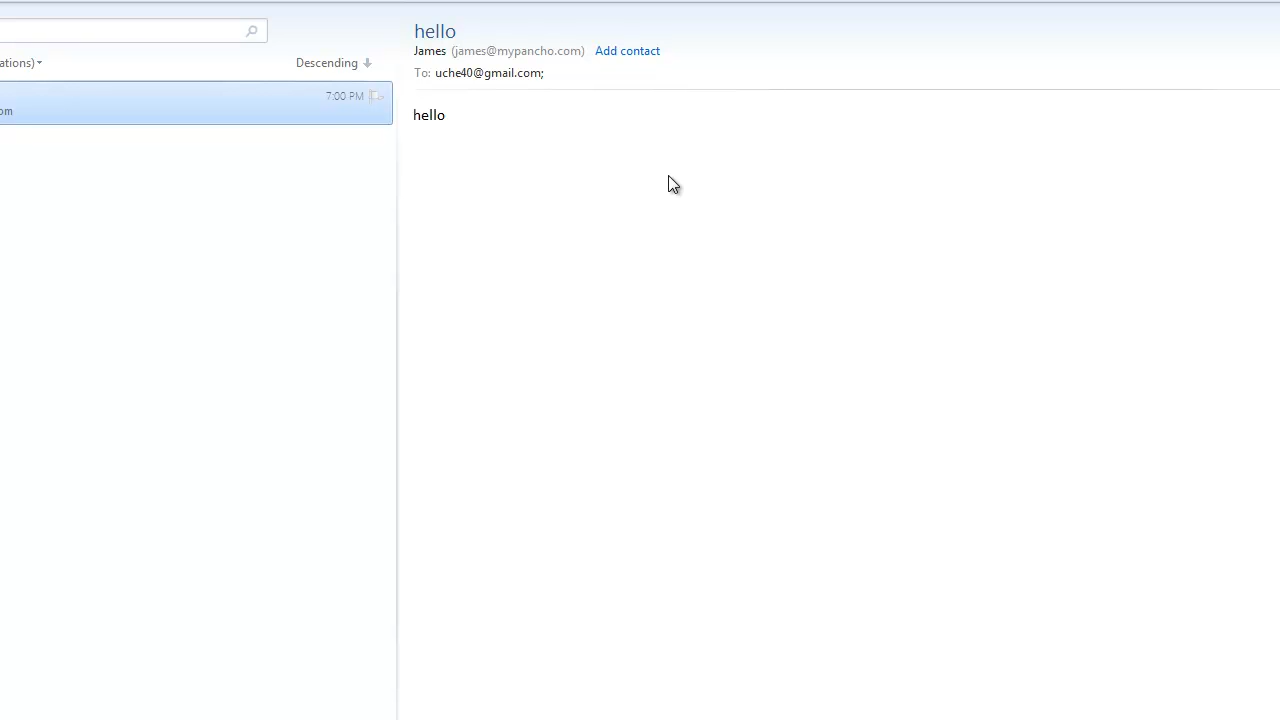 hello
James (james@mypancho.com) Add contact
To: uche40@gmail.com;
ations) Descending
7:00 PM
om
hello